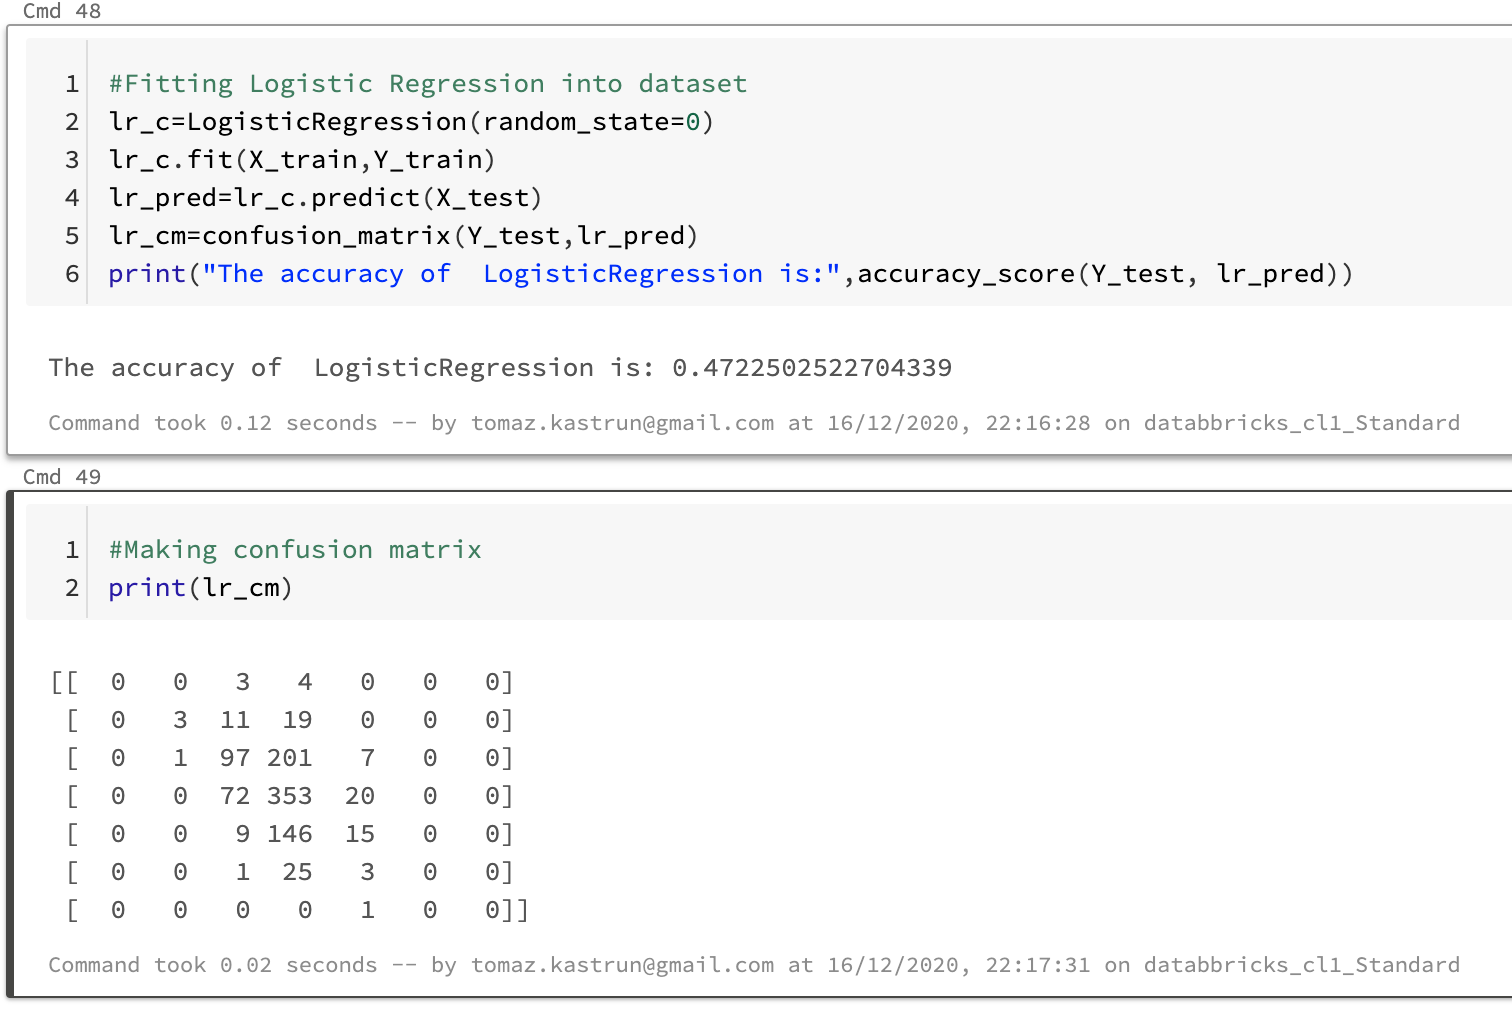 Cmd 48
1 #Fitting Logistic Regression into dataset
2 lr_c=LogisticRegression(random_state=0)
3 lr_c.fit(X_train,Y_train)
4 lr_pred=lr_c.predict(X_test)
5 lr_cm=confusion_matrix(Y_test,lr_pred)
6 print("The accuracy of  LogisticRegression is:",accuracy_score(Y_test, lr_pred))
The accuracy of  LogisticRegression is: 0.4722502522704339
Command took 0.12 seconds -- by tomaz.kastrun@gmail.com at 16/12/2020, 22:16:28 on databbricks_cl1_Standard
Cmd 49
1 #Making confusion matrix
2 print(lr_cm)
[[  0   0   3   4   0   0   0]
 [  0   3  11  19   0   0   0]
 [  0   1  97 201   7   0   0]
 [  0   0  72 353  20   0   0]
 [  0   0   9 146  15   0   0]
 [  0   0   1  25   3   0   0]
 [  0   0   0   0   1   0   0]]
Command took 0.02 seconds -- by tomaz.kastrun@gmail.com at 16/12/2020, 22:17:31 on databbricks_cl1_Standard